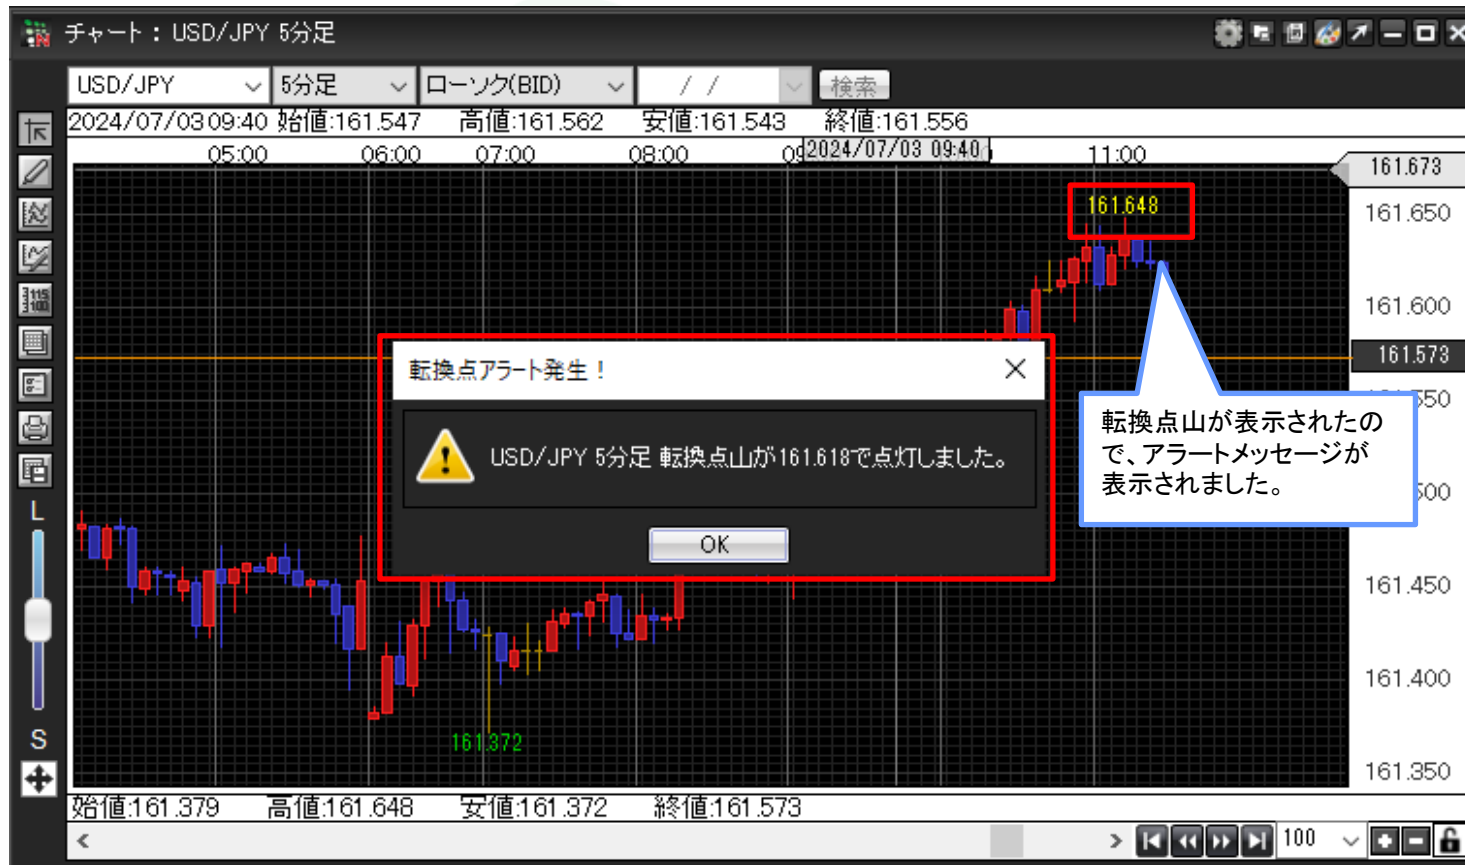 チャート：USD/JPY 5分足
USD/JPY 5分足 ローソク(BID) / / 検索
2024/07/03 09:40 始値:161.547 高値:161.562 安値:161.543 終値:161.556
05:00 06:00 07:00 08:00 2024/07/03 09:40 11:00
161.673
161.648
161.650
161.600
161.573
転換点アラート発生！
USD/JPY 5分足 転換点山が161.618で点灯しました。
OK
転換点山が表示されたの
で、アラートメッセージが
表示されました。
161.450
161.400
161.372
161.350
L
S
始値:161.379 高値:161.648 安値:161.372 終値:161.573
100